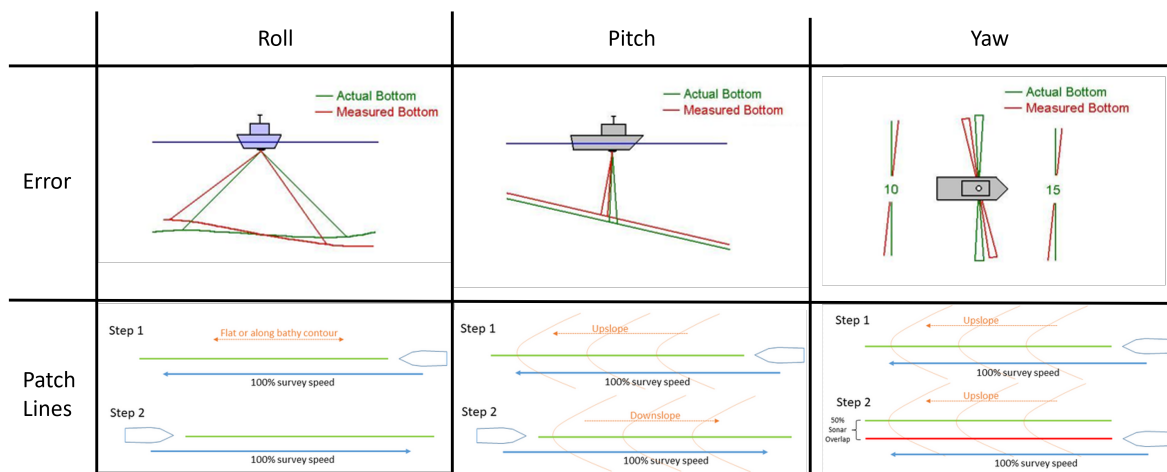 Roll
Pitch
Yaw
Error
Actual Bottom
Measured Bottom
Actual Bottom
Measured Bottom
Actual Bottom
Measured Bottom
10
15
Patch
Lines
Step 1
Flat or along bathy contour
100% survey speed
Step 2
100% survey speed
Step 1
Upslope
100% survey speed
Step 2
Downslope
100% survey speed
Step 1
Upslope
100% survey speed
Step 2
Upslope
50%
Sonar
Overlap
100% survey speed